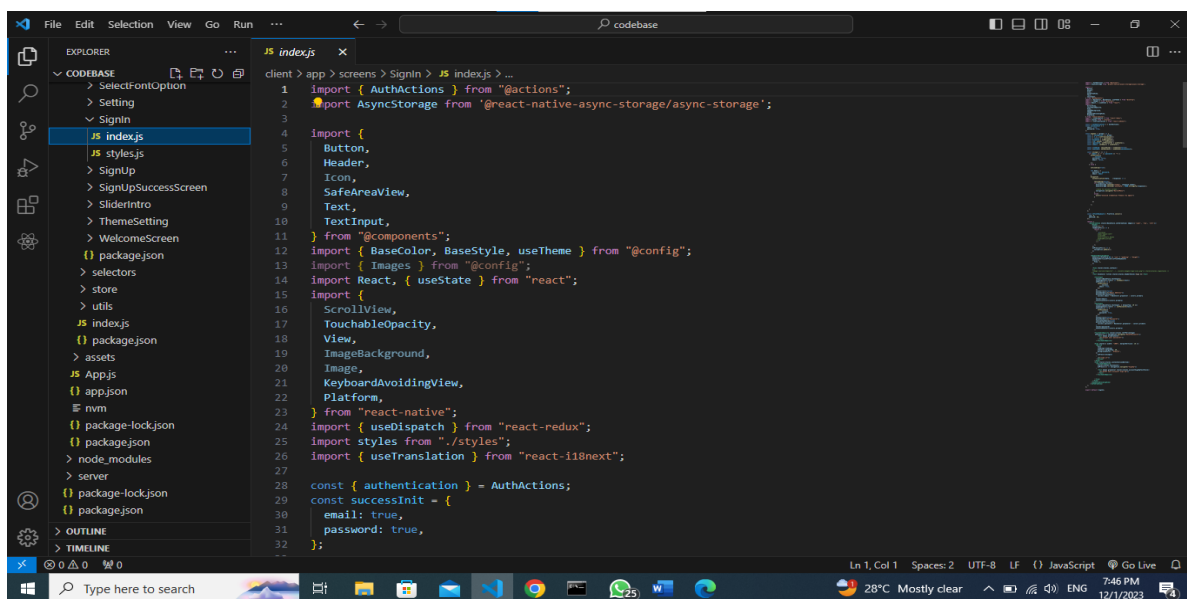 File Edit Selection View Go Run ··· codebase
EXPLORER ···
CODEBASE
SelectFontOption
Setting
SignIn
JS index.js
JS styles.js
SignUp
SignUpSuccessScreen
SliderIntro
ThemeSetting
WelcomeScreen
{} package.json
selectors
store
utils
JS index.js
{} package.json
assets
JS App.js
{} app.json
nvm
{} package-lock.json
{} package.json
node_modules
server
{} package-lock.json
{} package.json
OUTLINE
TIMELINE
JS index.js
client > app > screens > SignIn > JS index.js > ...
1 import { AuthActions } from "@actions";
2 import AsyncStorage from '@react-native-async-storage/async-storage';
3
4 import {
5 Button,
6 Header,
7 Icon,
8 SafeAreaView,
9 Text,
10 TextInput,
11 } from "@components";
12 import { BaseColor, BaseStyle, useTheme } from "@config";
13 import { Images } from "@config";
14 import React, { useState } from "react";
15 import {
16 ScrollView,
17 TouchableOpacity,
18 View,
19 ImageBackground,
20 Image,
21 KeyboardAvoidingView,
22 Platform,
23 } from "react-native";
24 import { useDispatch } from "react-redux";
25 import styles from "./styles";
26 import { useTranslation } from "react-i18next";
27
28 const { authentication } = AuthActions;
29 const successInit = {
30 email: true,
31 password: true,
32 };
0 0 0 Ln 1, Col 1 Spaces: 2 UTF-8 LF {} JavaScript Go Live
Type here to search 25 W 28°C Mostly clear ENG 7:46 PM 12/1/2023 4